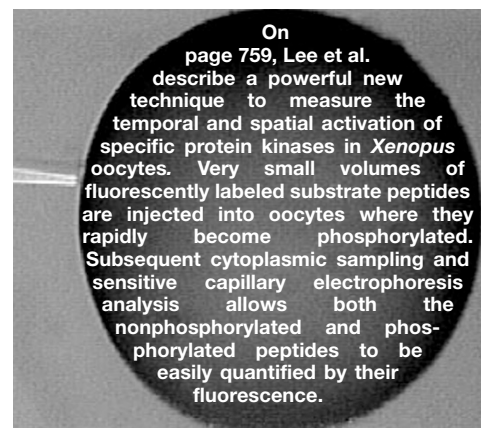 On
page 759, Lee et al.
describe a powerful new
technique to measure the
temporal and spatial activation of
specific protein kinases in Xenopus
oocytes. Very small volumes of
fluorescently labeled substrate peptides
are injected into oocytes where they
rapidly become phosphorylated.
Subsequent cytoplasmic sampling and
sensitive capillary electrophoresis
analysis allows both the
nonphosphorylated and phos-
phorylated peptides to be
easily quantified by their
fluorescence.